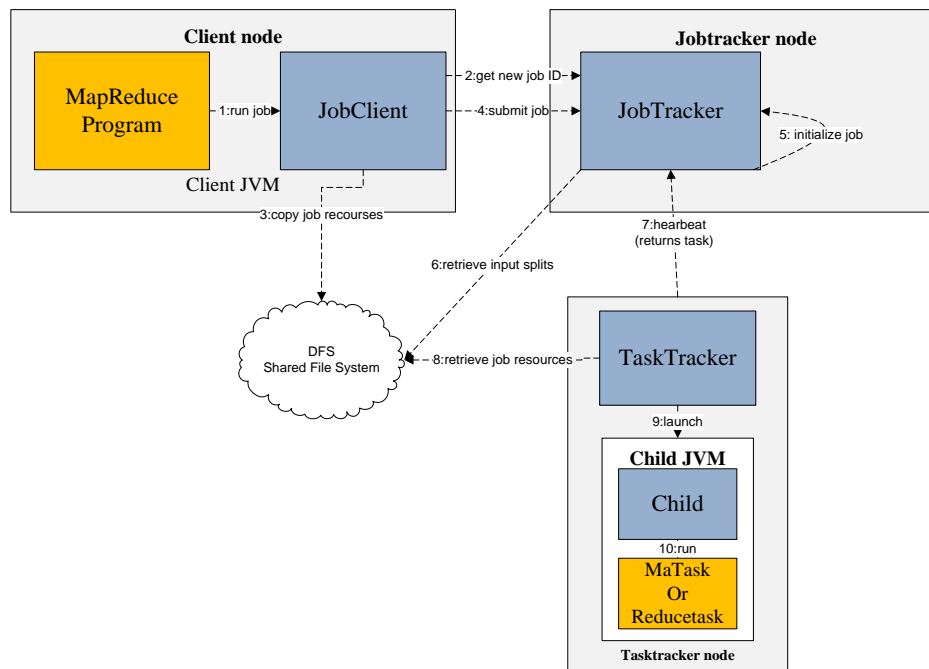 Client node
Jobtracker node
MapReduce
Program
1:run job
JobClient
2:get new job ID
4:submit job
JobTracker
5: initialize job
Client JVM
3:copy job recourses
7:hearbeat
(returns task)
6:retrieve input splits
DFS
Shared File System
8:retrieve job resources
TaskTracker
9:launch
Child JVM
Child
10:run
MaTask
Or
Reducetask
Tasktracker node